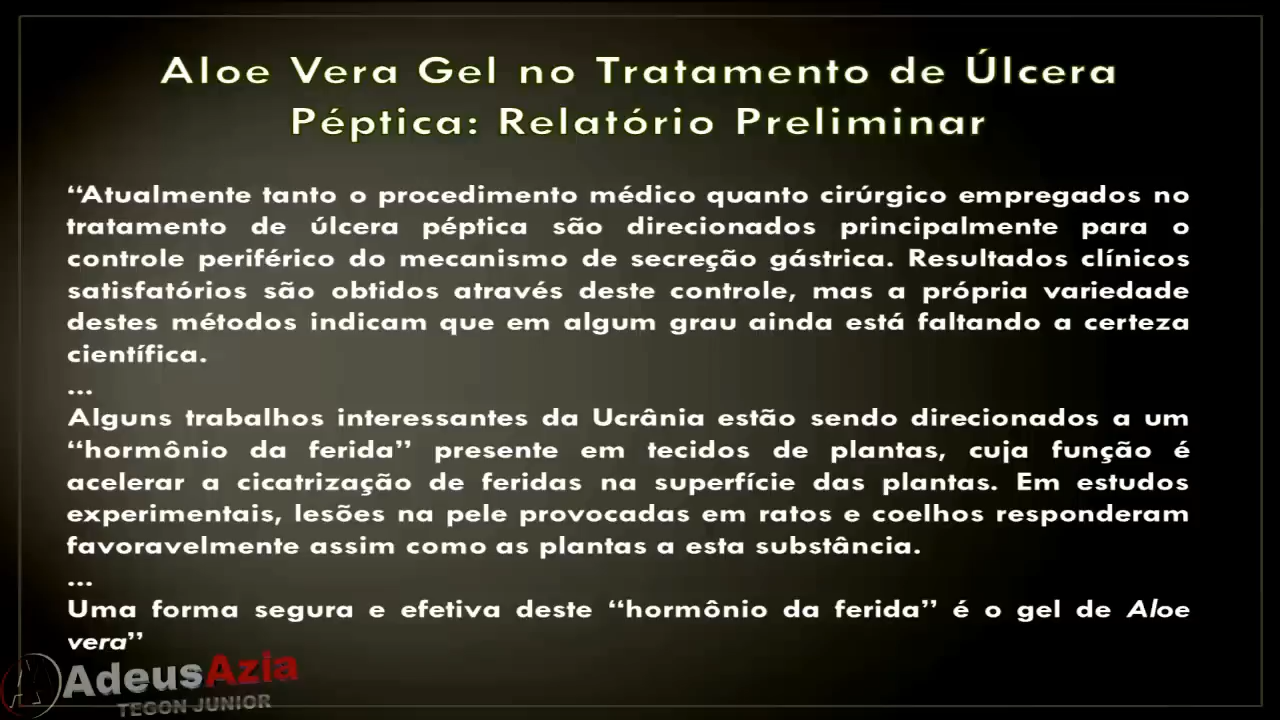 Aloe Vera Gel no Tratamento de Úlcera
Péptica: Relatório Preliminar
“Atualmente tanto o procedimento médico quanto cirúrgico empregados no
tratamento de úlcera péptica são direcionados principalmente para o
controle periférico do mecanismo de secreção gástrica. Resultados clínicos
satisfatórios são obtidos através deste controle, mas a própria variedade
destes métodos indicam que em algum grau ainda está faltando a certeza
científica.
...
Alguns trabalhos interessantes da Ucrânia estão sendo direcionados a um
“hormônio da ferida” presente em tecidos de plantas, cuja função é
acelerar a cicatrização de feridas na superfície das plantas. Em estudos
experimentais, lesões na pele provocadas em ratos e coelhos responderam
favoravelmente assim como as plantas a esta substância.
...
Uma forma segura e efetiva deste “hormônio da ferida” é o gel de Aloe
vera”
AdeusAzia
TEGON JUNIOR